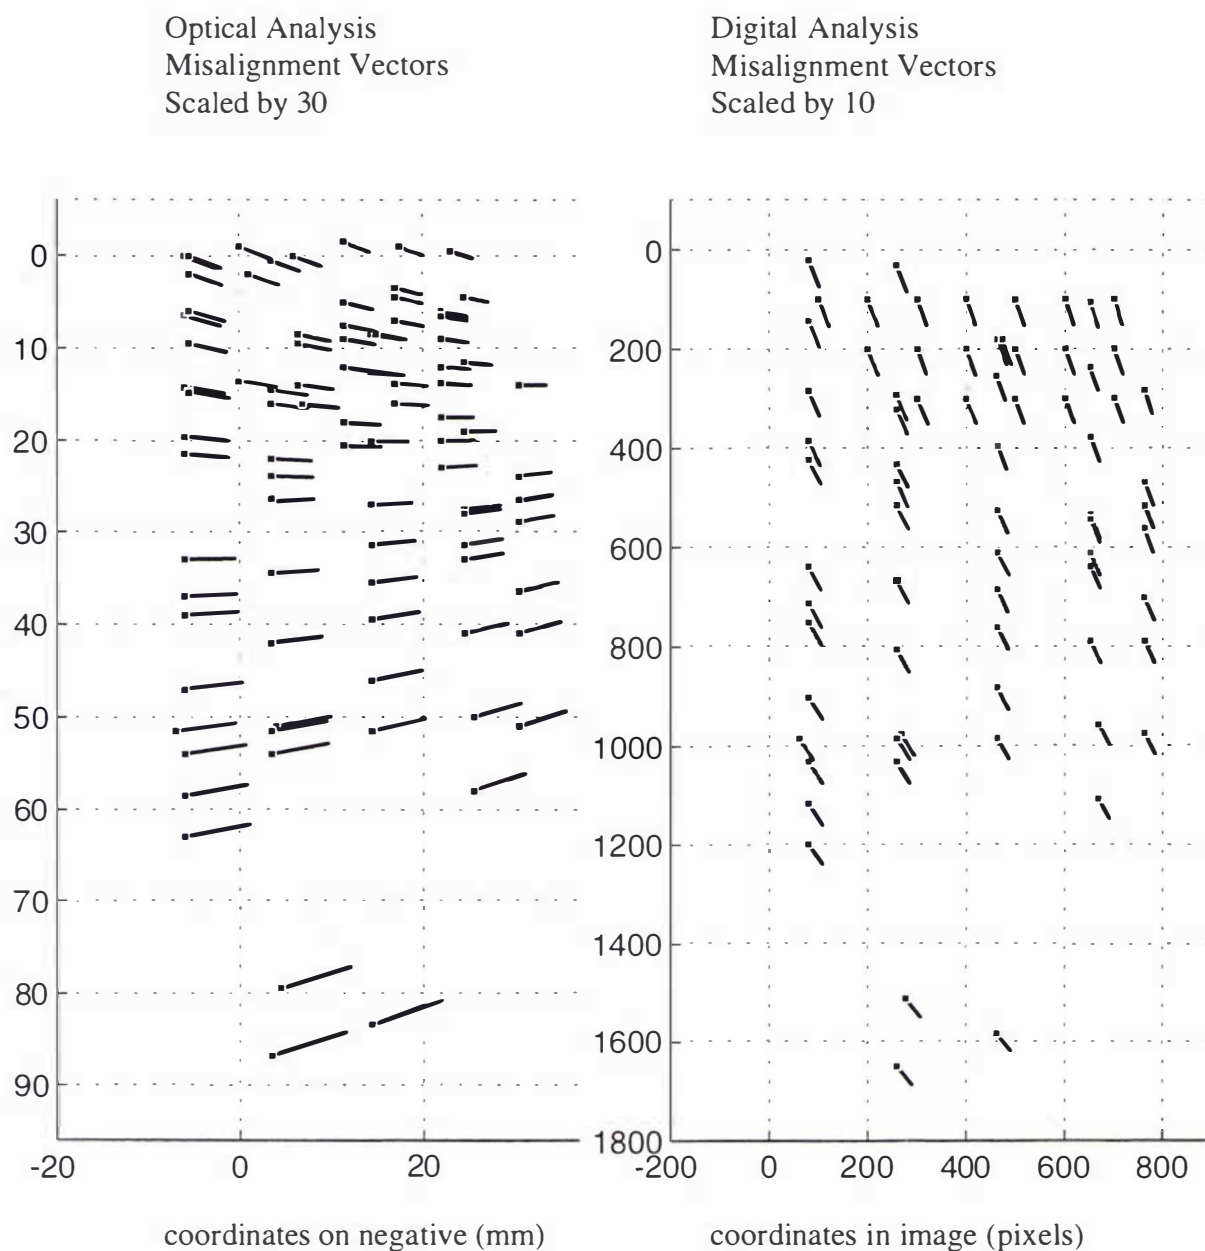 Optical Analysis
Misalignment Vectors
Scaled by 30
Digital Analysis
Misalignment Vectors
Scaled by 10
0
10
20
30
40
50
60
70
80
90
-20 0 20
coordinates on negative (mm)
0
200
400
600
800
1000
1200
1400
1600
1800
-200 0 200 400 600 800
coordinates in image (pixels)